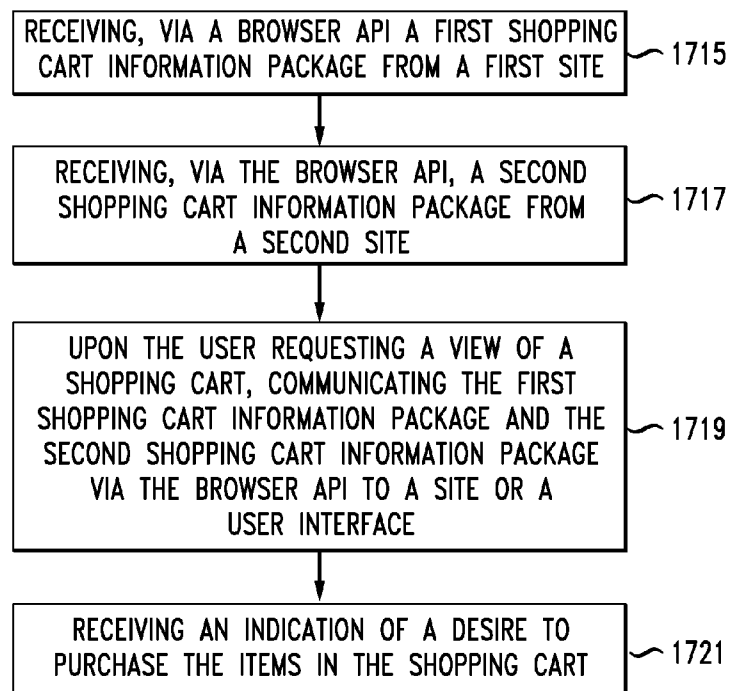 RECEIVING, VIA A BROWSER API A FIRST SHOPPING
CART INFORMATION PACKAGE FROM A FIRST SITE
1715
RECEIVING, VIA THE BROWSER API, A SECOND
SHOPPING CART INFORMATION PACKAGE FROM
A SECOND SITE
1717
UPON THE USER REQUESTING A VIEW OF A
SHOPPING CART, COMMUNICATING THE FIRST
SHOPPING CART INFORMATION PACKAGE AND THE
SECOND SHOPPING CART INFORMATION PACKAGE
VIA THE BROWSER API TO A SITE OR A
USER INTERFACE
1719
RECEIVING AN INDICATION OF A DESIRE TO
PURCHASE THE ITEMS IN THE SHOPPING CART
1721